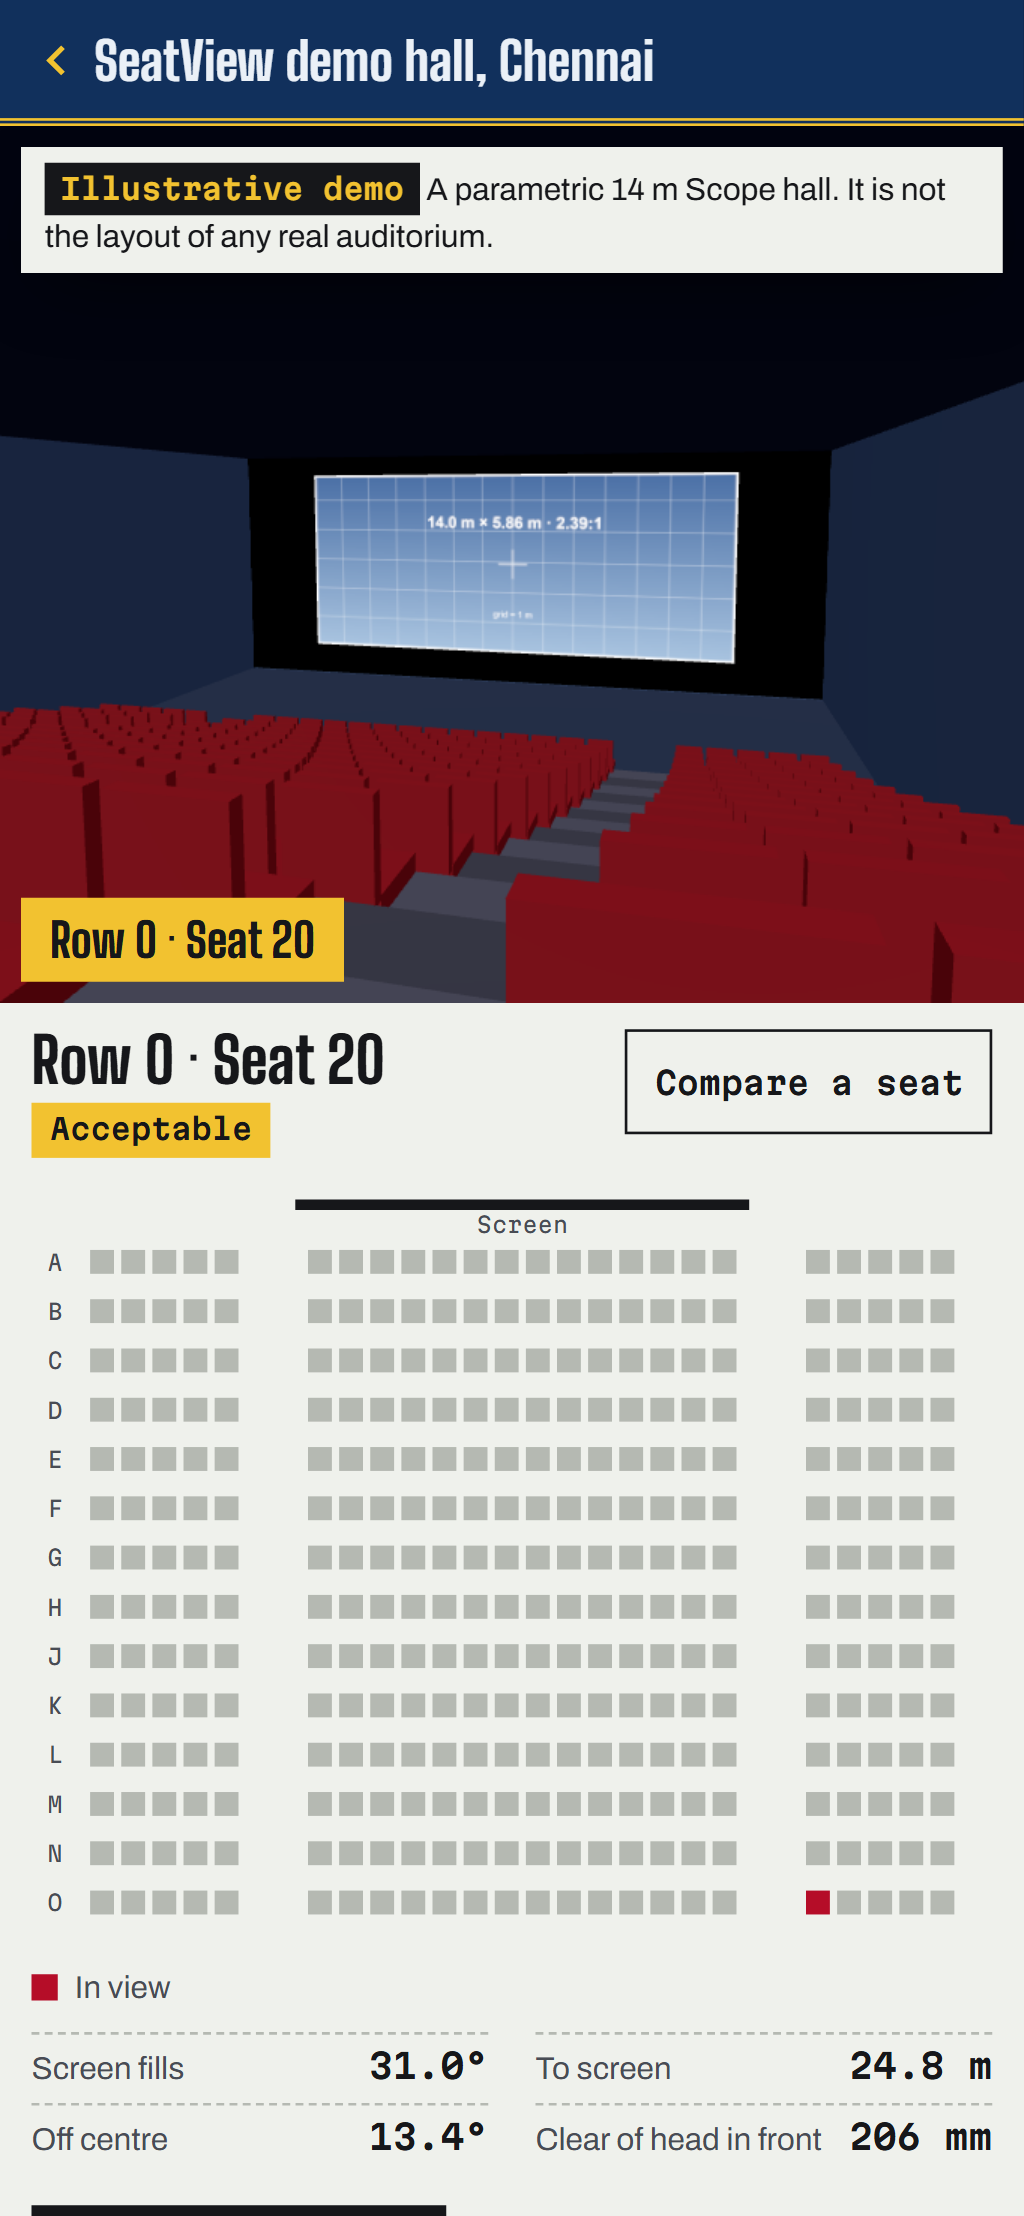 SeatView demo hall, Chennai
Illustrative demo A parametric 14 m Scope hall. It is not
the layout of any real auditorium.
14.0 m × 5.86 m · 2.39:1
grid = 1 m
Row O · Seat 20
Row O · Seat 20
Compare a seat
Acceptable
Screen
A
B
C
D
E
F
G
H
J
K
L
M
N
O
In view
Screen fills 31.0°
To screen 24.8 m
Off centre 13.4°
Clear of head in front 206 mm